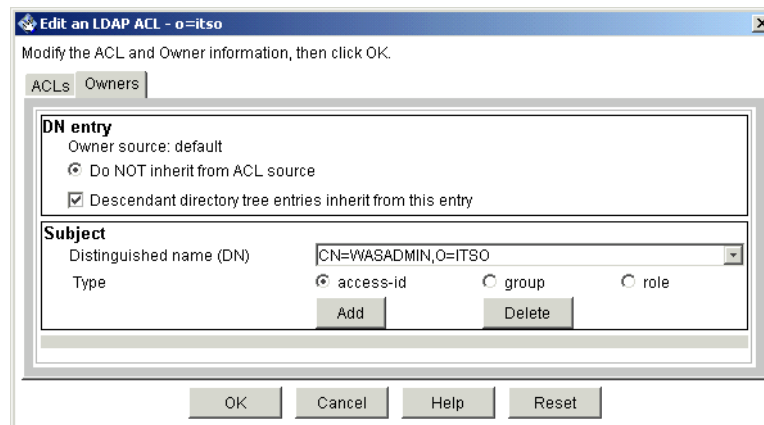 Edit an LDAP ACL - o=itso
Modify the ACL and Owner information, then click OK.
ACLs Owners
DN entry
Owner source: default
Do NOT inherit from ACL source
Descendant directory tree entries inherit from this entry
Subject
Distinguished name (DN) CN=WASADMIN,O=ITSO
Type access-id group role
Add Delete
OK Cancel Help Reset